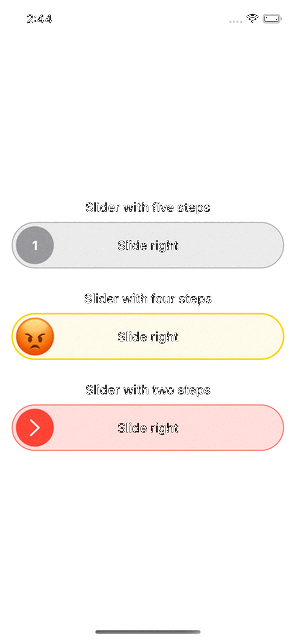 2:44
Slider with five steps
1
Slide right
Slider with four steps
Slide right
Slider with two steps
Slide right